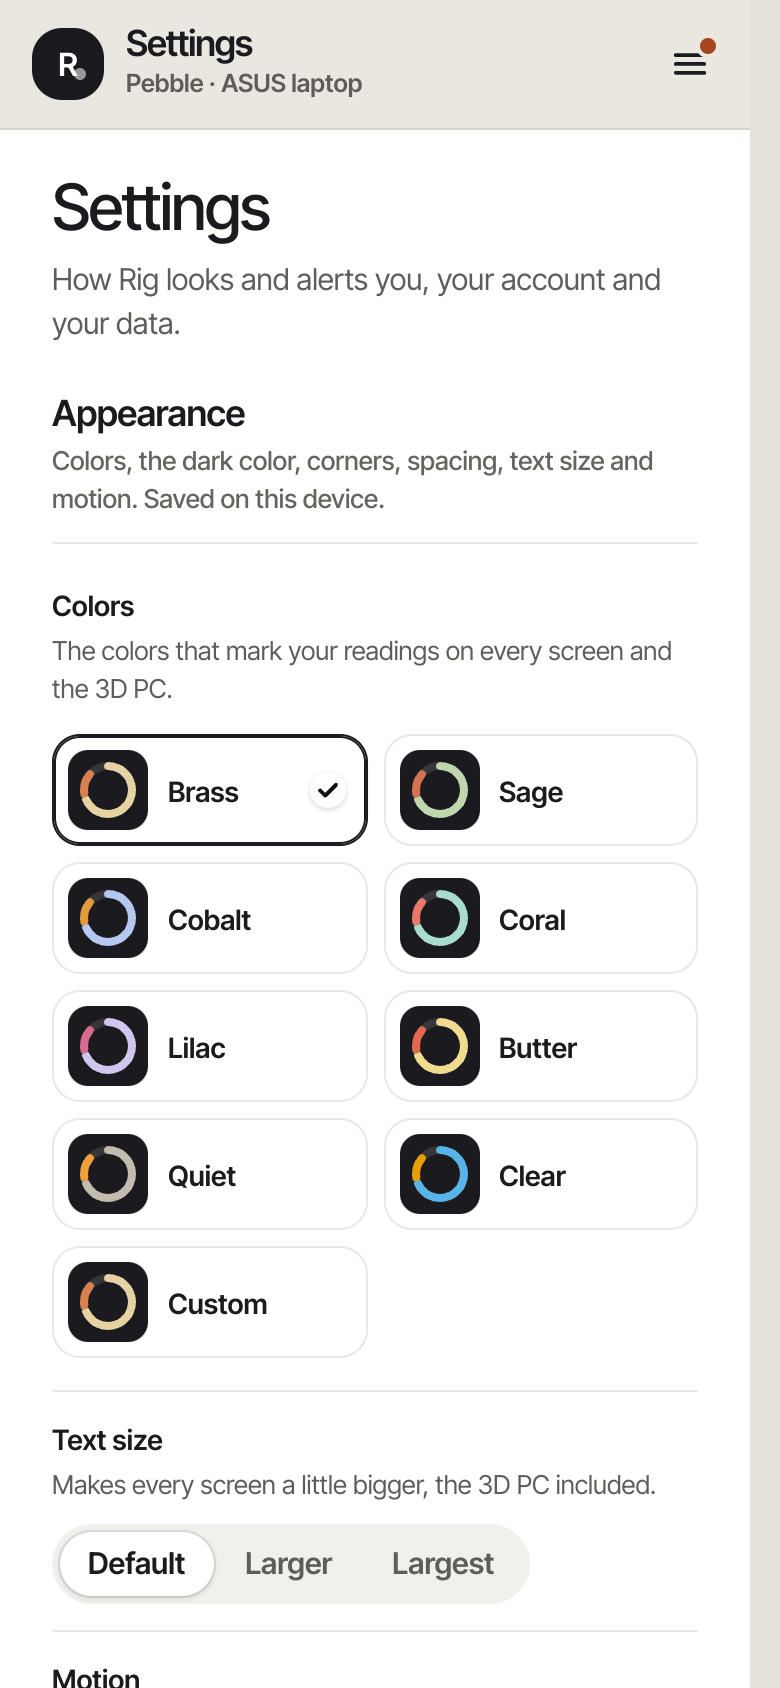 R
Settings
Pebble · ASUS laptop
Settings
How Rig looks and alerts you, your account and
your data.
Appearance
Colors, the dark color, corners, spacing, text size and
motion. Saved on this device.
Colors
The colors that mark your readings on every screen and
the 3D PC.
Brass
Sage
Cobalt
Coral
Lilac
Butter
Quiet
Clear
Custom
Text size
Makes every screen a little bigger, the 3D PC included.
Default Larger Largest
Motion